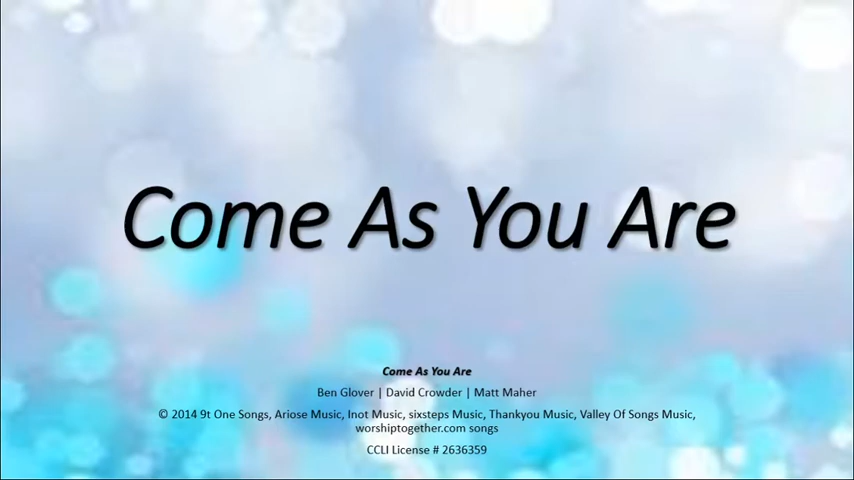 Come As You Are
Come As You Are
Ben Glover | David Crowder | Matt Maher
© 2014 9t One Songs, Ariose Music, Inot Music, sixsteps Music, Thankyou Music, Valley Of Songs Music,
worshiptogether.com songs
CCLI License # 2636359